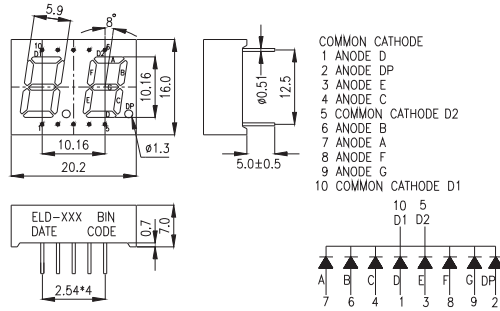 5.9
8°
10
6
D1
D2
A
F
B
G
E
C
D
DP
1
5
10.16
16.0
10.16
ø1.3
20.2
ø0.51
12.5
5.0±0.5
COMMON CATHODE
1 ANODE D
2 ANODE DP
3 ANODE E
4 ANODE C
5 COMMON CATHODE D2
6 ANODE B
7 ANODE A
8 ANODE F
9 ANODE G
10 COMMON CATHODE D1
ELD-XXX BIN
DATE CODE
0.7
7.0
2.54*4
10 5
D1 D2
A B C D E F G DP
7 6 4 1 3 8 9 2